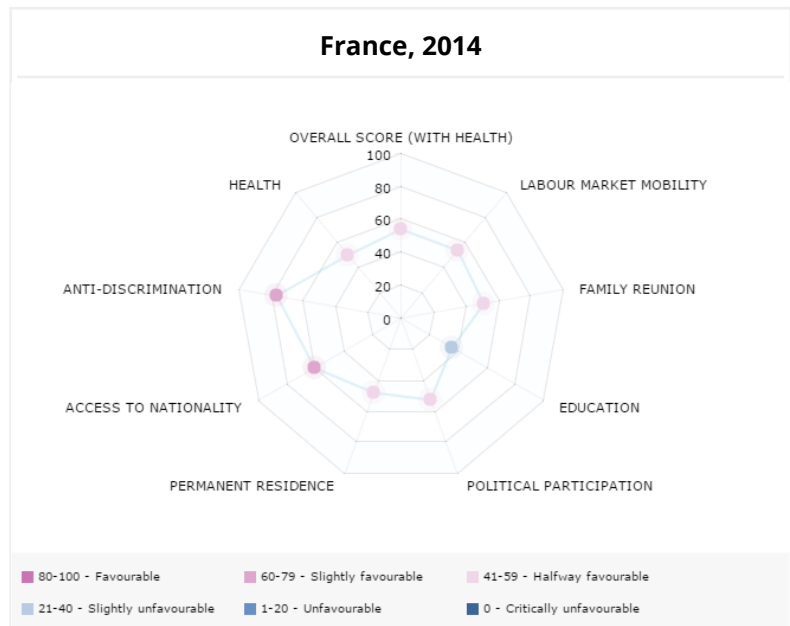 France, 2014
OVERALL SCORE (WITH HEALTH)
100
HEALTH
LABOUR MARKET MOBILITY
80
60
40
ANTI-DISCRIMINATION
FAMILY REUNION
20
0
ACCESS TO NATIONALITY
EDUCATION
PERMANENT RESIDENCE
POLITICAL PARTICIPATION
80-100 - Favourable
60-79 - Slightly favourable
41-59 - Halfway favourable
21-40 - Slightly unfavourable
1-20 - Unfavourable
0 - Critically unfavourable